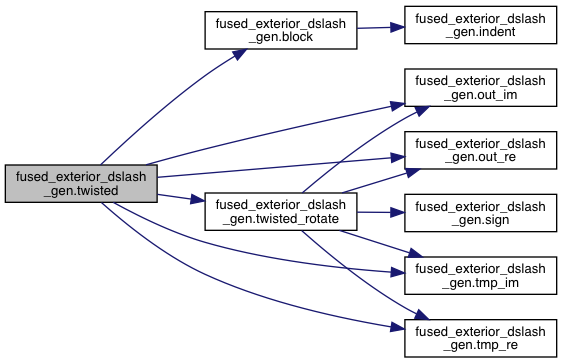 fused_exterior_dslash
_gen.twisted
fused_exterior_dslash
_gen.block
fused_exterior_dslash
_gen.twisted_rotate
fused_exterior_dslash
_gen.indent
fused_exterior_dslash
_gen.out_im
fused_exterior_dslash
_gen.out_re
fused_exterior_dslash
_gen.sign
fused_exterior_dslash
_gen.tmp_im
fused_exterior_dslash
_gen.tmp_re